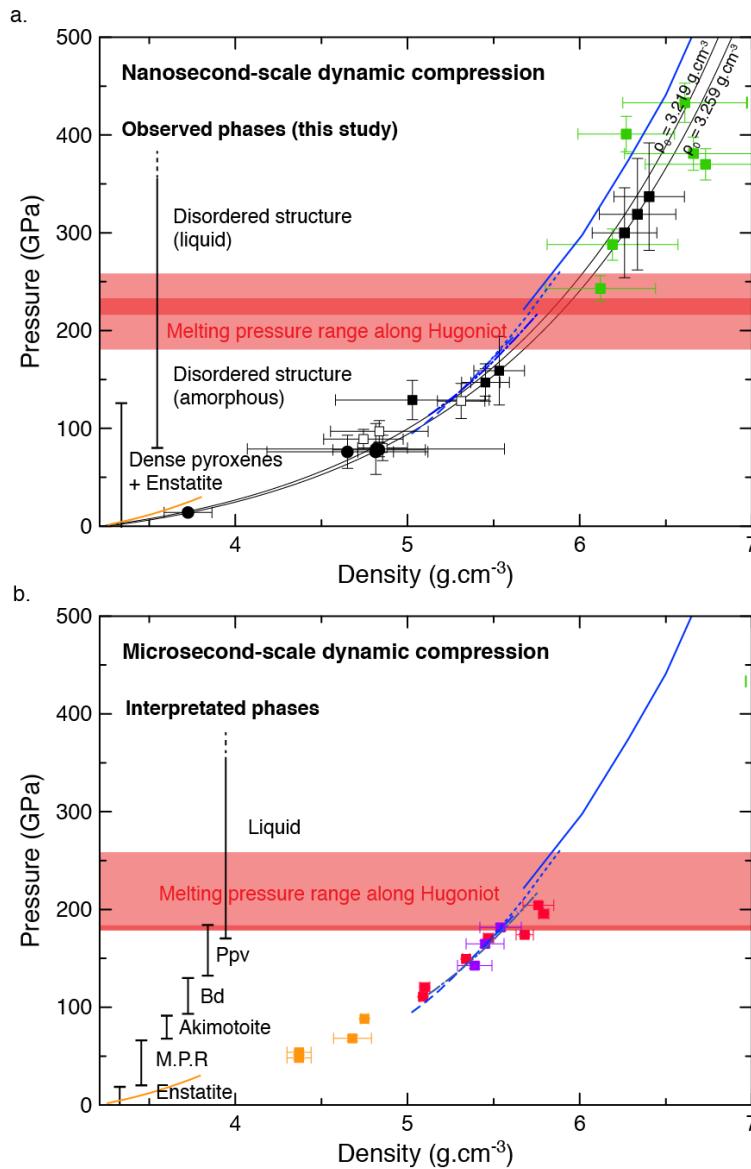 a.
500
400
300
200
100
0
Pressure (GPa)
Nanosecond-scale dynamic compression
Observed phases (this study)
ρ₀ = 3.219 g.cm⁻³
ρ₀ = 3.259 g.cm⁻³
Disordered structure
(liquid)
Melting pressure range along Hugoniot
Disordered structure
(amorphous)
Dense pyroxenes
+ Enstatite
4 5 6 7
Density (g.cm⁻³)
b.
500
400
300
200
100
0
Pressure (GPa)
Microsecond-scale dynamic compression
Interpretated phases
Liquid
Melting pressure range along Hugoniot
Ppv
Bd
Akimotoite
M.P.R
Enstatite
4 5 6 7
Density (g.cm⁻³)